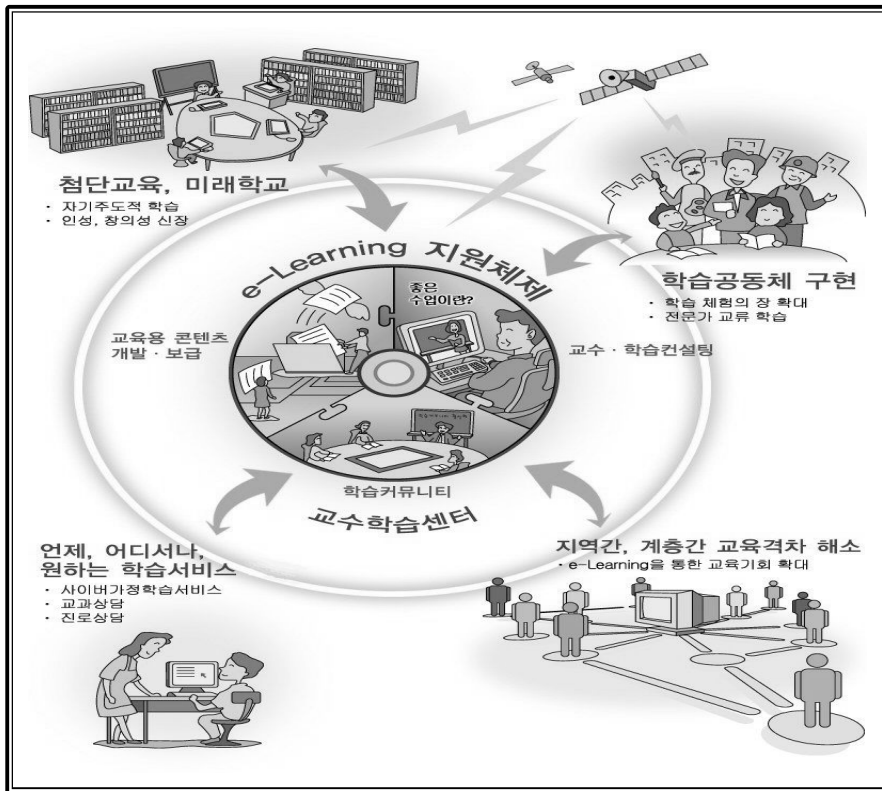 첨단교육, 미래학교
· 자기주도적 학습
· 인성, 창의성 신장
학습공동체 구현
· 학습 체험의 장 확대
· 전문가 교류 학습
e-Learning 지원체제
좋은
수업이란?
교육용 콘텐츠
개발 · 보급
교수 · 학습컨설팅
학습커뮤니티
교수학습센터
언제, 어디서나,
원하는 학습서비스
· 사이버가정학습서비스
· 교과상담
· 진로상담
지역간, 계층간 교육격차 해소
· e-Learning을 통한 교육기회 확대